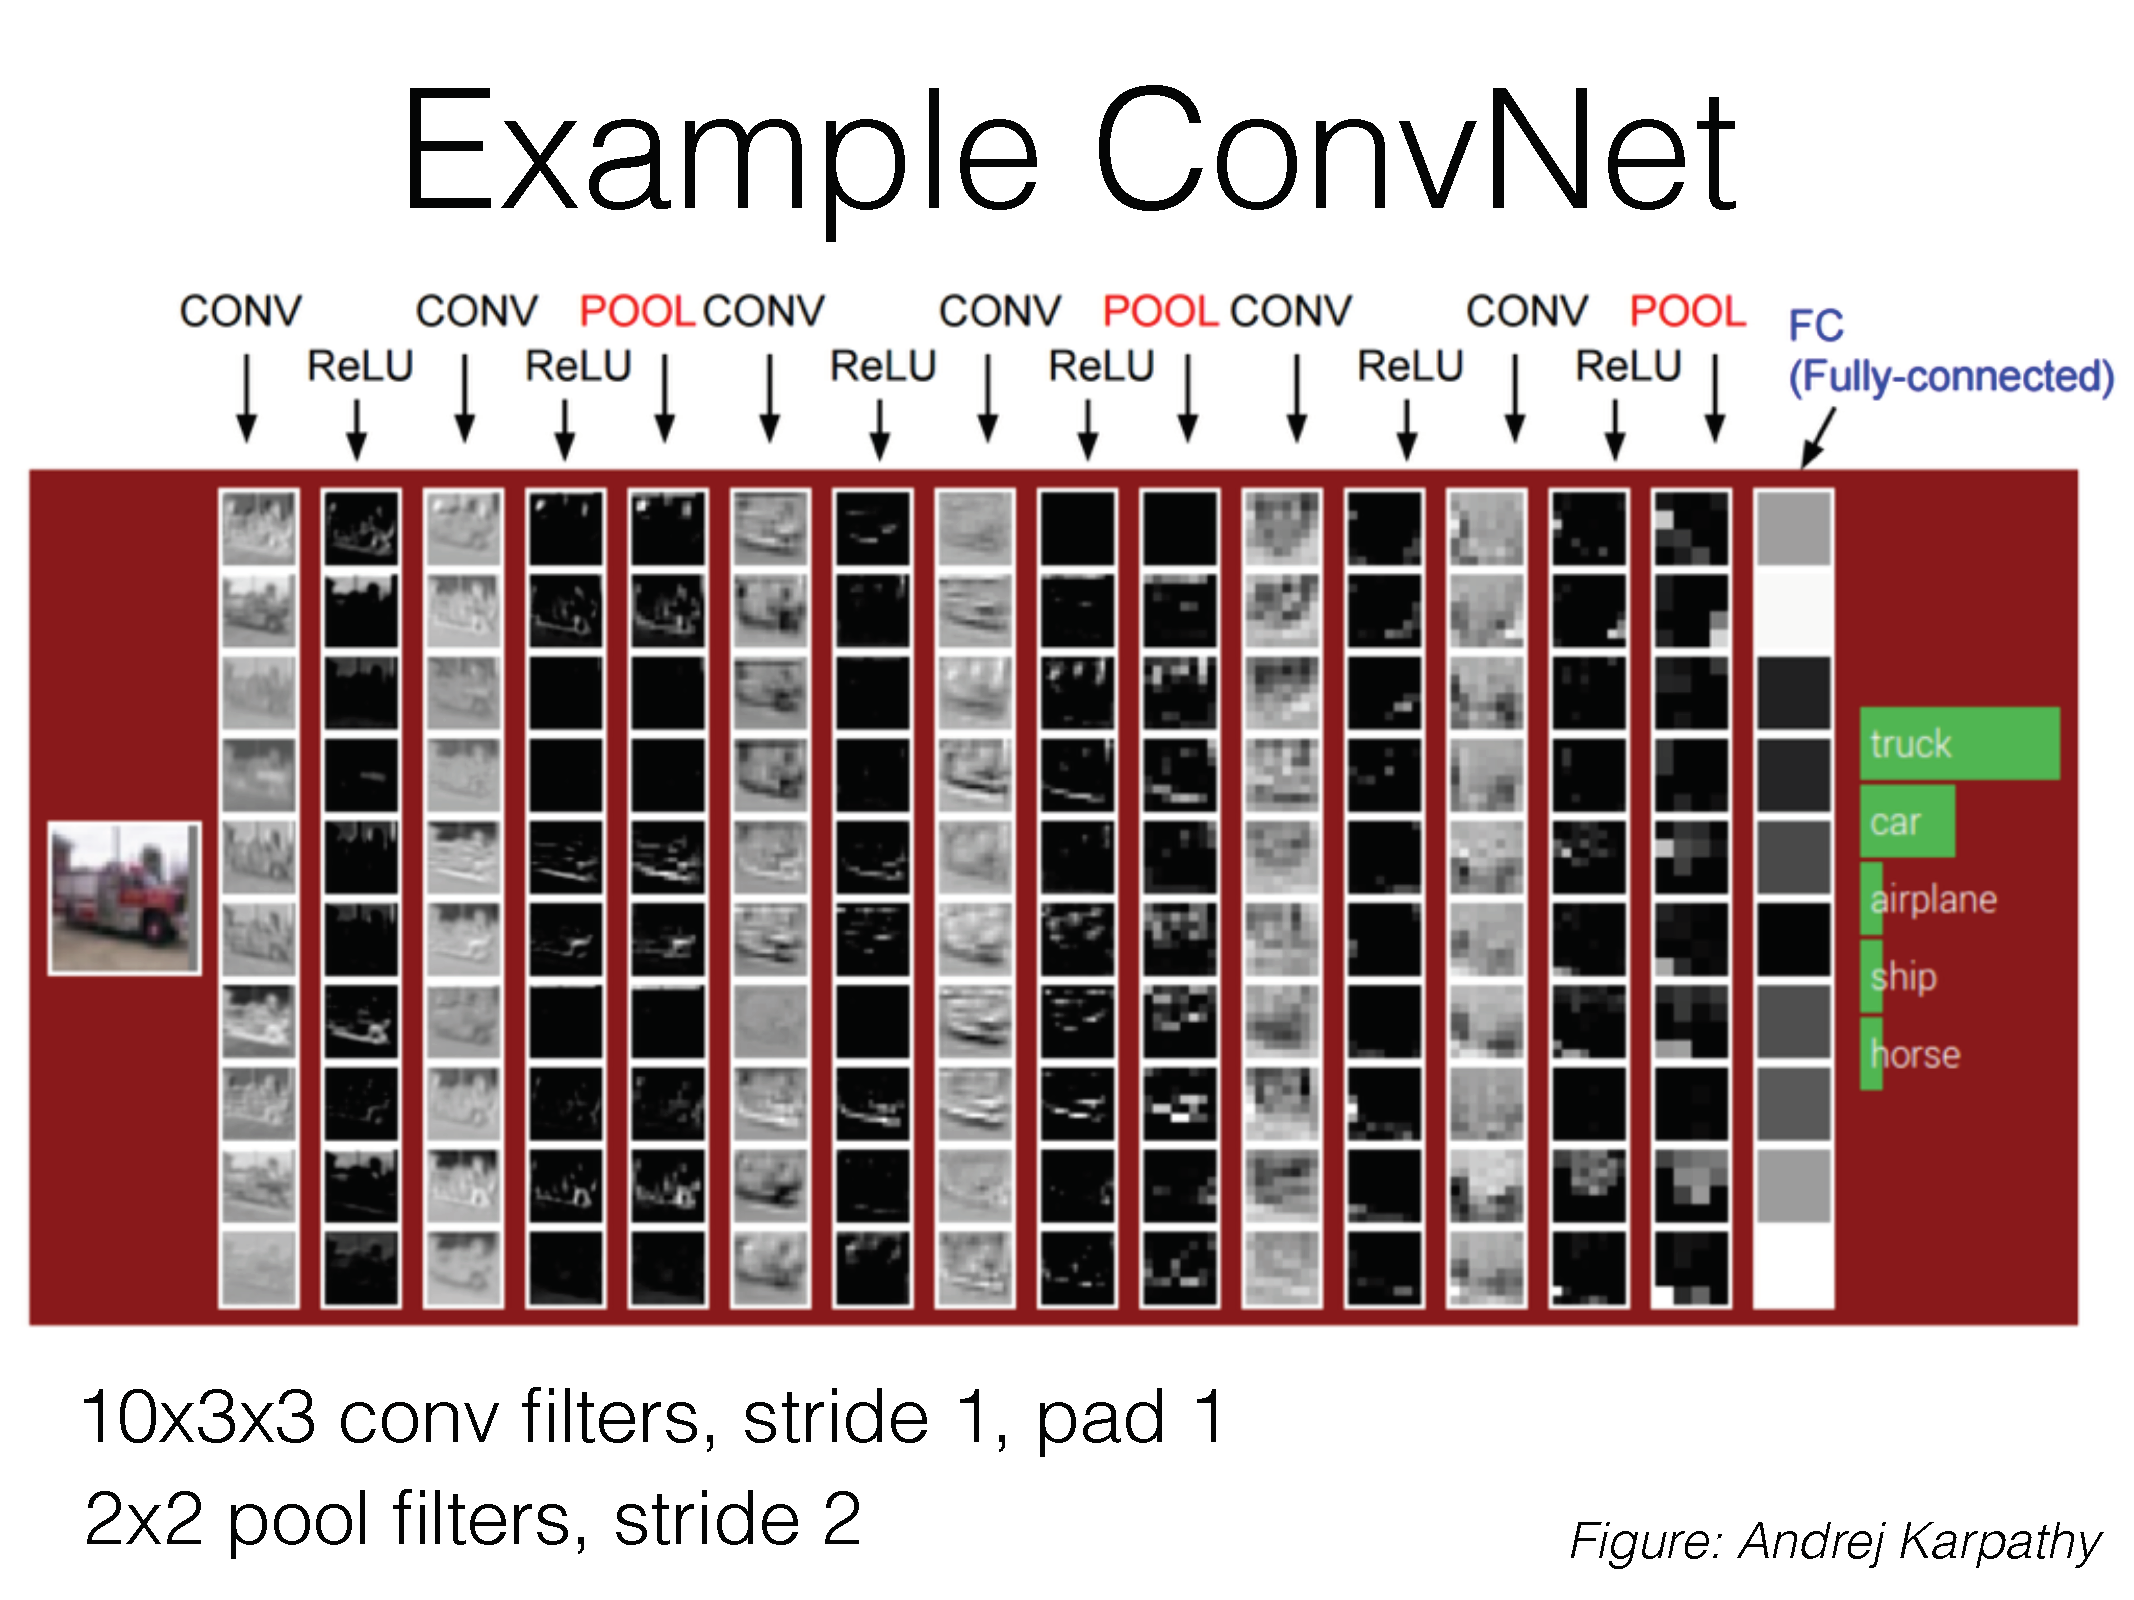 Example ConvNet
CONV CONV POOL CONV CONV POOL CONV CONV POOL
ReLU ReLU ReLU ReLU ReLU ReLU
FC
(Fully-connected)
truck
car
airplane
ship
horse
10x3x3 conv filters, stride 1, pad 1
2x2 pool filters, stride 2
Figure: Andrej Karpathy